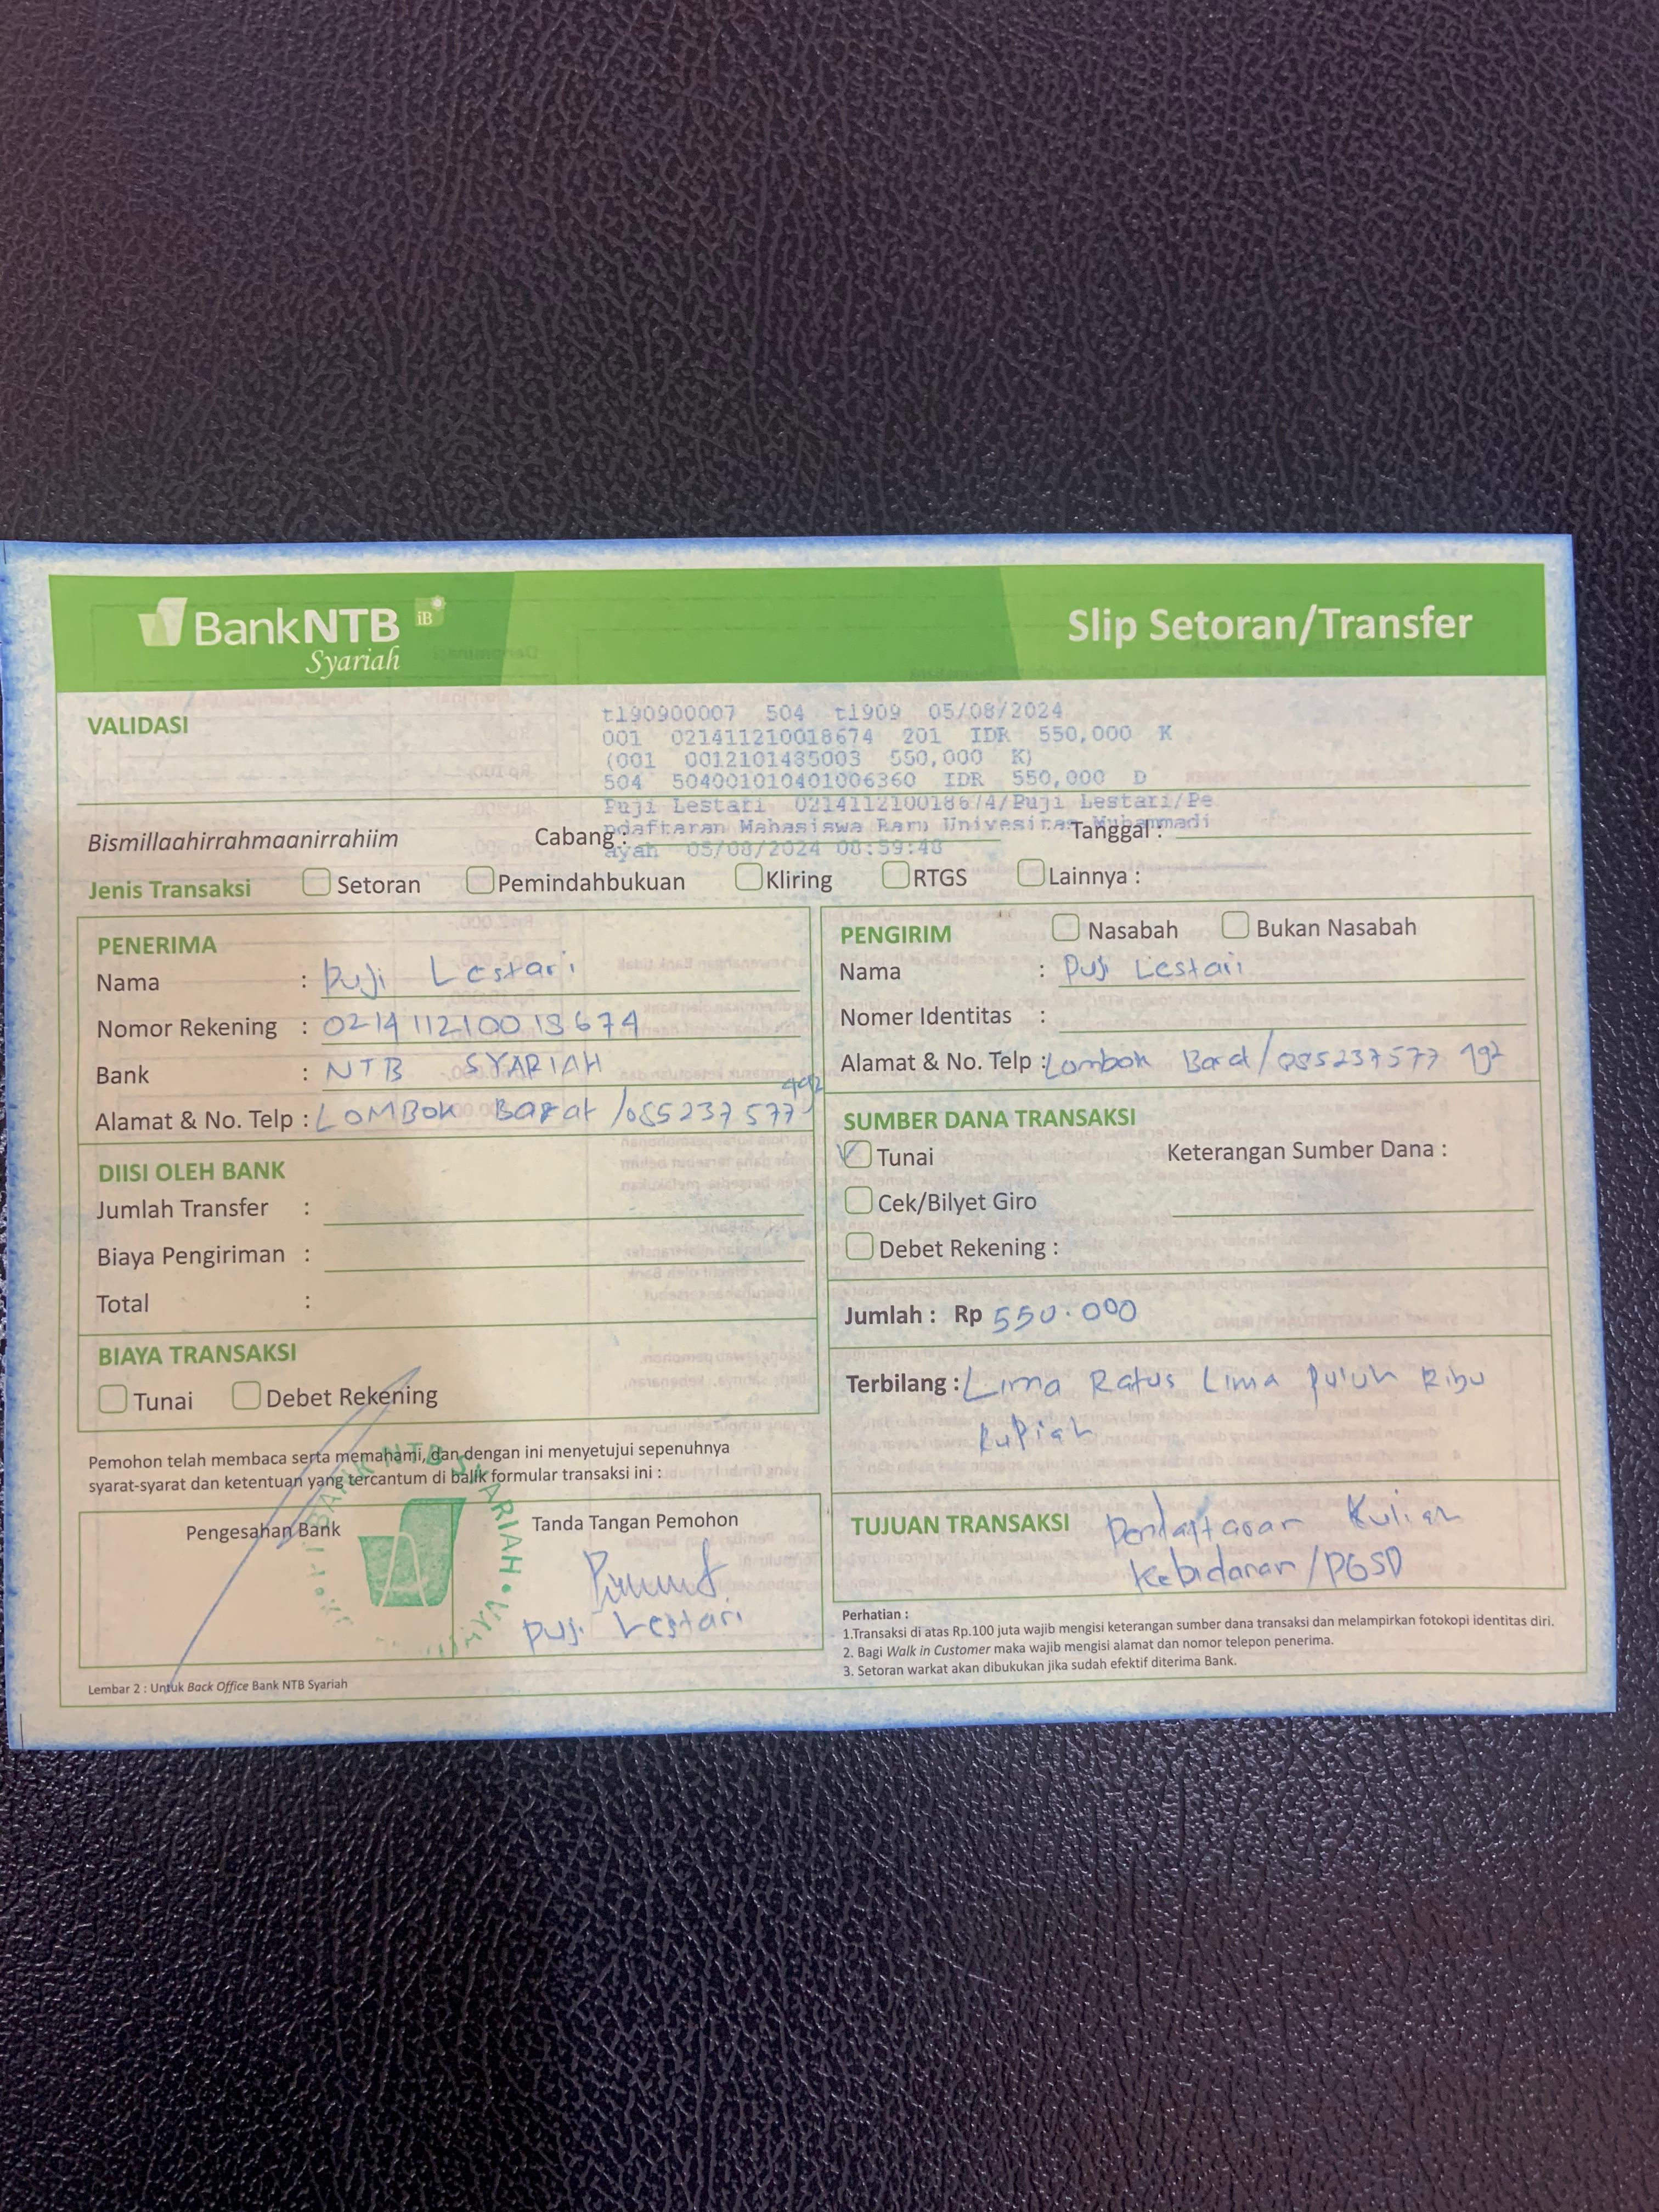 BankNTB iB
Syariah
Slip Setoran/Transfer
VALIDASI
t190900007 504 t1909 05/08/2024
001 021411210018674 201 IDR 550,000 K
(001 0012101435003 550,000 K)
504 504001010401006360 IDR 550,000 D
Puji Lestari 021411210018674/Puji Lestari/Pe
ndaftaran Mahasiswa Baru Univesitas Muhammadi
ayah 05/08/2024 08:59:48
Bismillaahirrahmaanirrahiim Cabang : Tanggal :
Jenis Transaksi Setoran Pemindahbukuan Kliring RTGS Lainnya :
PENERIMA
Nama : Puji Lestari
Nomor Rekening : 021411210018674
Bank : NTB SYARIAH
Alamat & No. Telp : LOMBOK Barat /085237577492
DIISI OLEH BANK
Jumlah Transfer :
Biaya Pengiriman :
Total :
BIAYA TRANSAKSI
Tunai Debet Rekening
Pemohon telah membaca serta memahami, dan dengan ini menyetujui sepenuhnya
syarat-syarat dan ketentuan yang tercantum di balik formular transaksi ini :
Pengesahan Bank Tanda Tangan Pemohon
BANK NTB SYARIAH
Puji Lestari
Lembar 2 : Untuk Back Office Bank NTB Syariah
PENGIRIM Nasabah Bukan Nasabah
Nama : Puji Lestari
Nomer Identitas :
Alamat & No. Telp : Lombok Barat/085237577 492
SUMBER DANA TRANSAKSI
Tunai Keterangan Sumber Dana :
Cek/Bilyet Giro
Debet Rekening :
Jumlah : Rp 550.000
Terbilang : Lima Ratus Lima Puluh Ribu
Rupiah
TUJUAN TRANSAKSI Pendaftaran Kuliah
Kebidanan/PGSD
Perhatian :
1.Transaksi di atas Rp.100 juta wajib mengisi keterangan sumber dana transaksi dan melampirkan fotokopi identitas diri.
2. Bagi Walk in Customer maka wajib mengisi alamat dan nomor telepon penerima.
3. Setoran warkat akan dibukukan jika sudah efektif diterima Bank.